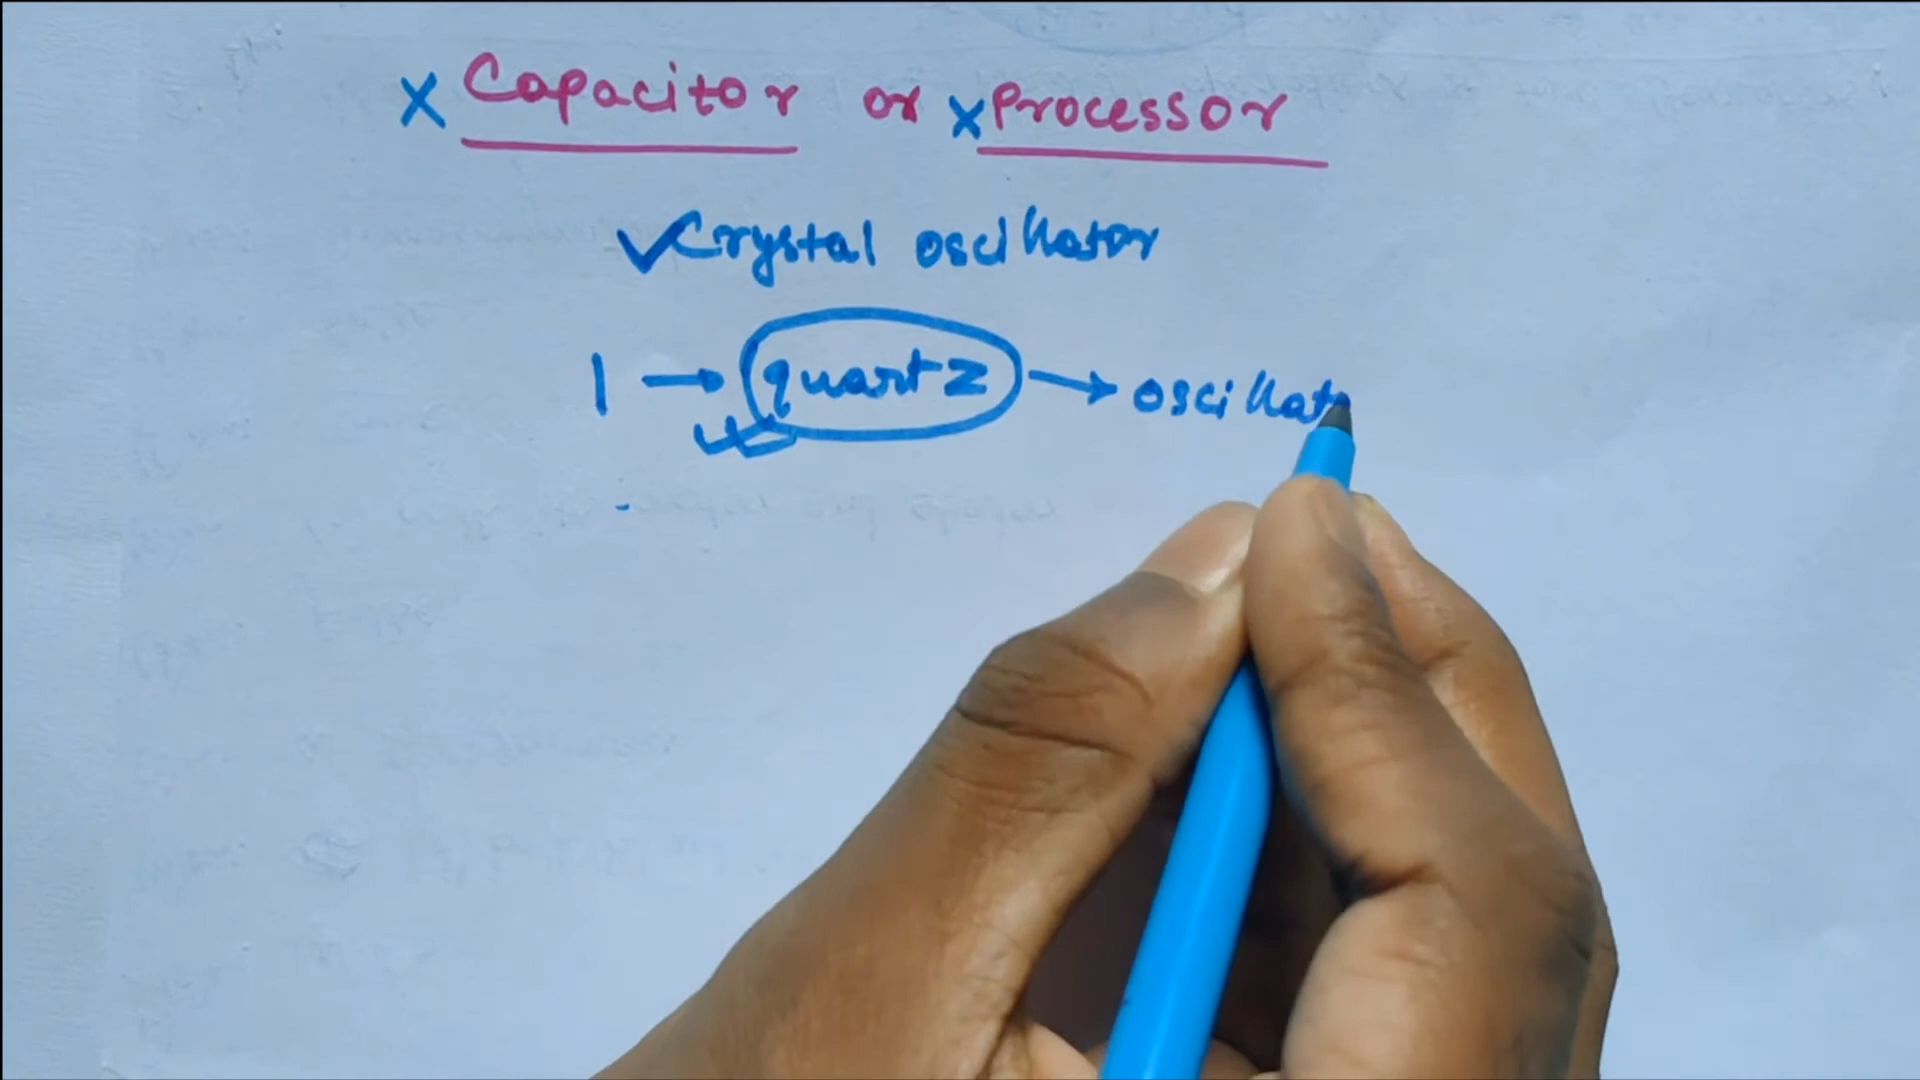 x Capacitor or x Processor
✓ Crystal oscillator
1 → quartz → oscillat